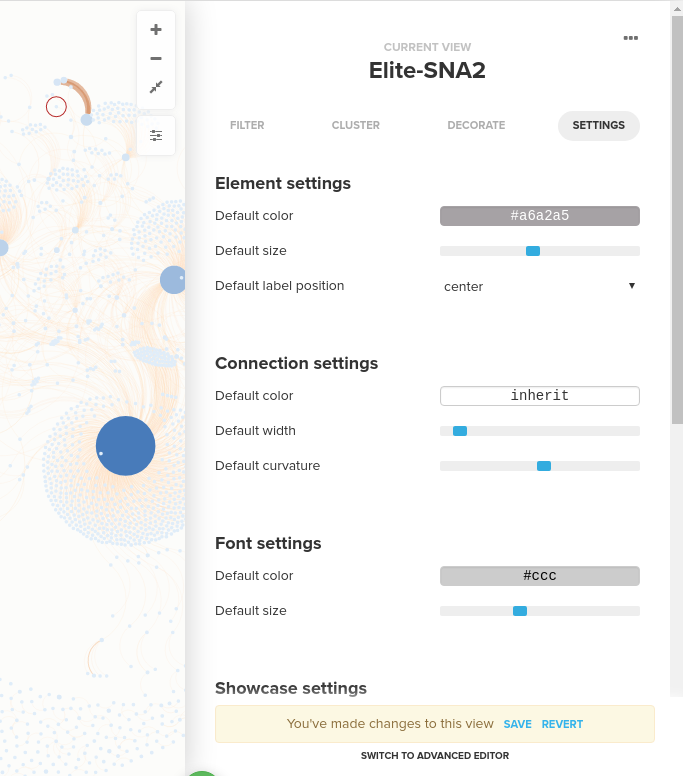 CURRENT VIEW
Elite-SNA2
FILTER CLUSTER DECORATE SETTINGS
Element settings
Default color #a6a2a5
Default size
Default label position center
Connection settings
Default color inherit
Default width
Default curvature
Font settings
Default color #ccc
Default size
Showcase settings
You've made changes to this view SAVE REVERT
SWITCH TO ADVANCED EDITOR